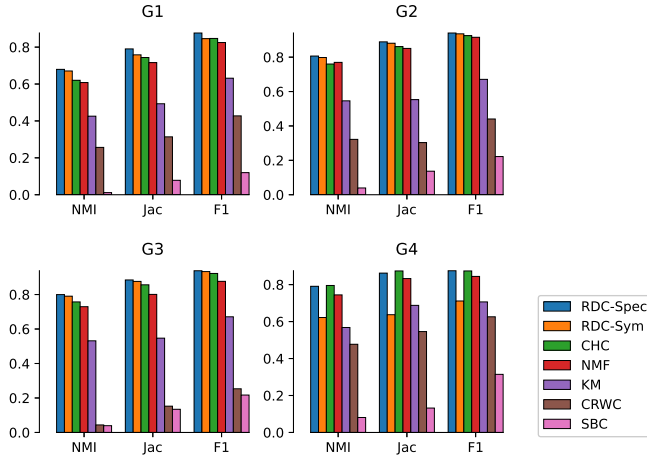 G1
0.8
0.6
0.4
0.2
0.0
NMI Jac F1
G2
0.8
0.6
0.4
0.2
0.0
NMI Jac F1
G3
0.8
0.6
0.4
0.2
0.0
NMI Jac F1
G4
0.8
0.6
0.4
0.2
0.0
NMI Jac F1
RDC-Spec
RDC-Sym
CHC
NMF
KM
CRWC
SBC